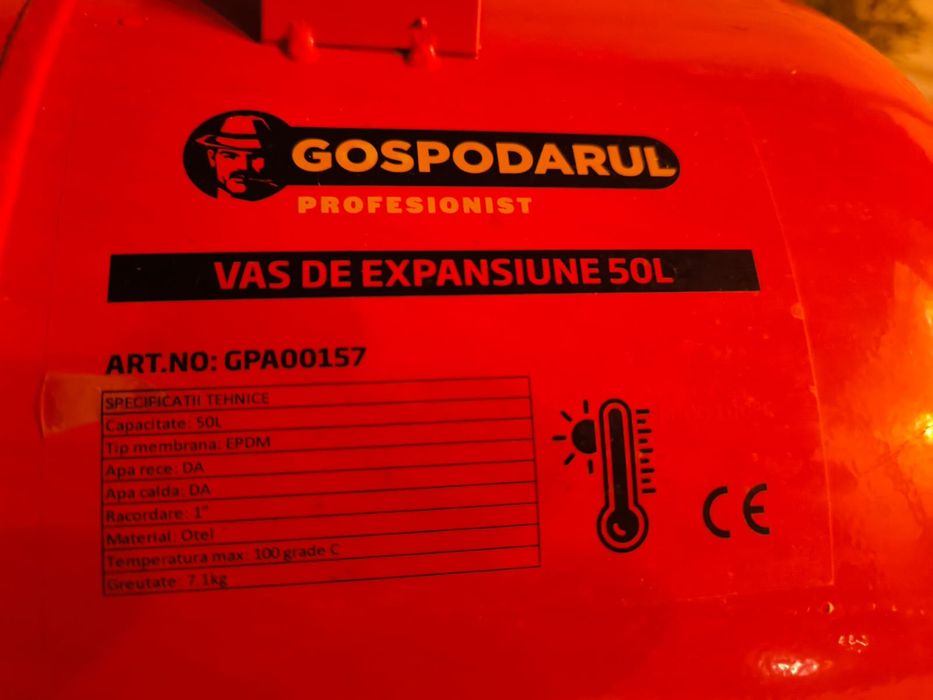 GOSPODARUL
PROFESIONIST
VAS DE EXPANSIUNE 50L
ART.NO: GPA00157
SPECIFICATII TEHNICE
Capacitate: 50L
Tip membrana: EPDM
Apa rece: DA
Apa calda: DA
Racordare: 1"
Material: Otel
Temperatura max: 100 grade C
Greutate: 7.1kg
CE